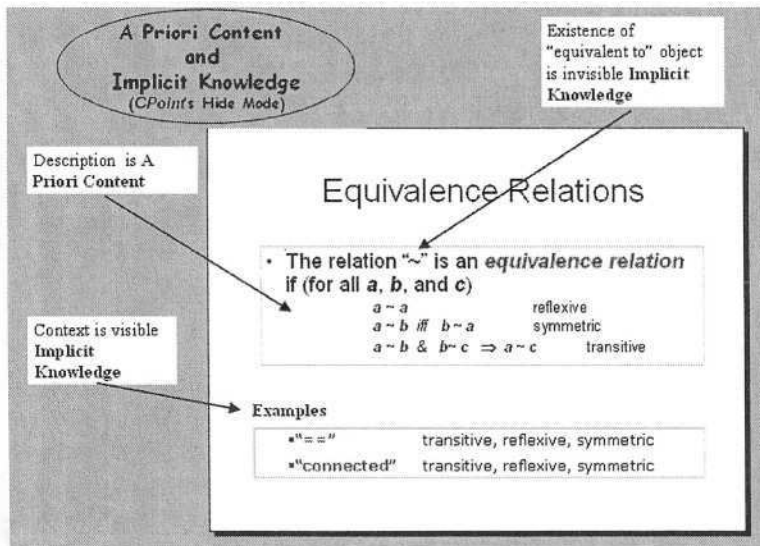 A Priori Content
and
Implicit Knowledge
(CPoint's Hide Mode)
Existence of
"equivalent to" object
is invisible Implicit
Knowledge
Description is A
Priori Content
Equivalence Relations
• The relation "~" is an equivalence relation
if (for all a, b, and c)
a ~ a reflexive
a ~ b iff b ~ a symmetric
a ~ b & b~ c ⇒ a ~ c transitive
Context is visible
Implicit
Knowledge
Examples
▪"==" transitive, reflexive, symmetric
▪"connected" transitive, reflexive, symmetric